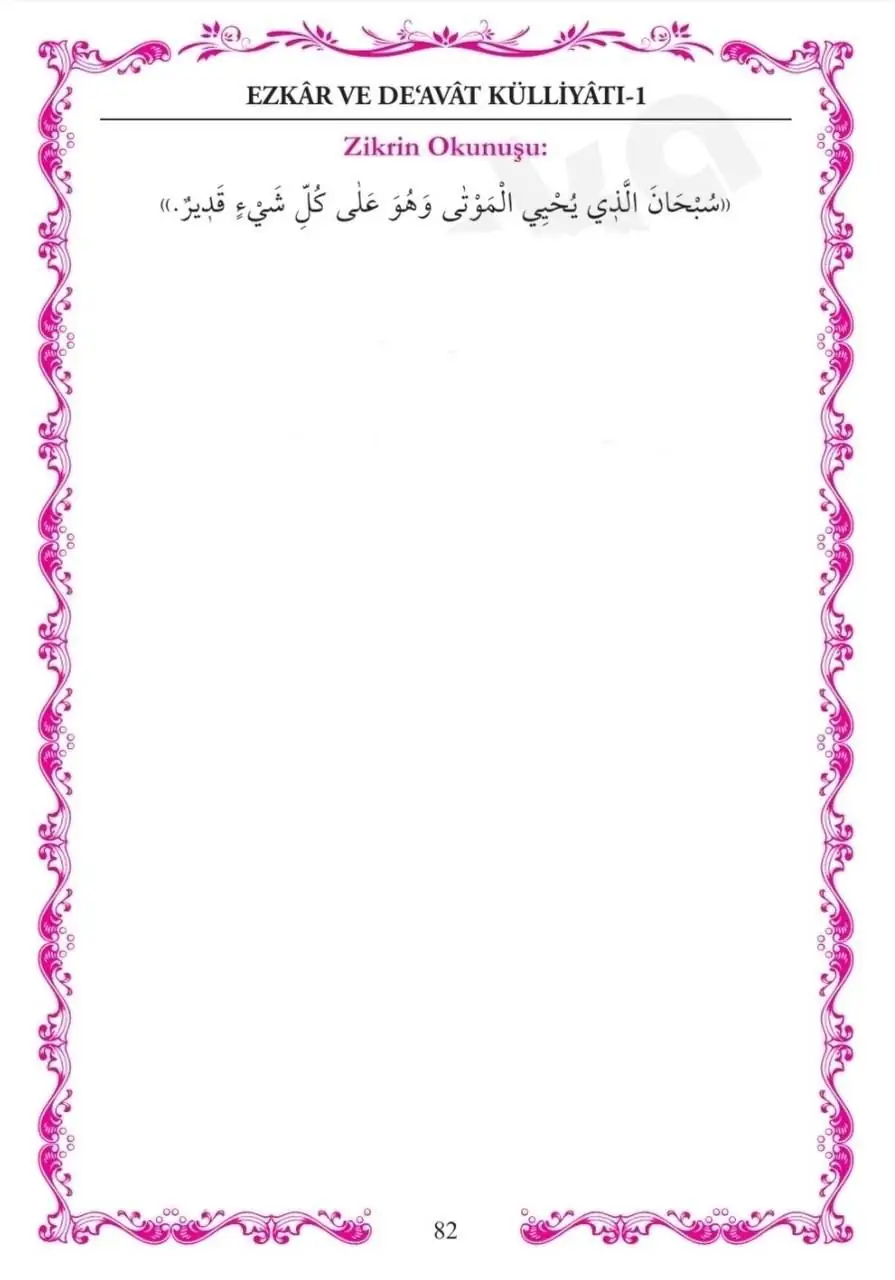 EZKÂR VE DE‘AVÂT KÜLLİYÂTI-1
Zikrin Okunuşu:
«سُبْحَانَ الَّذ۪ي يُحْيِي الْمَوْتٰى وَهُوَ عَلٰى كُلِّ شَيْءٍ قَد۪يرٌ.»
82